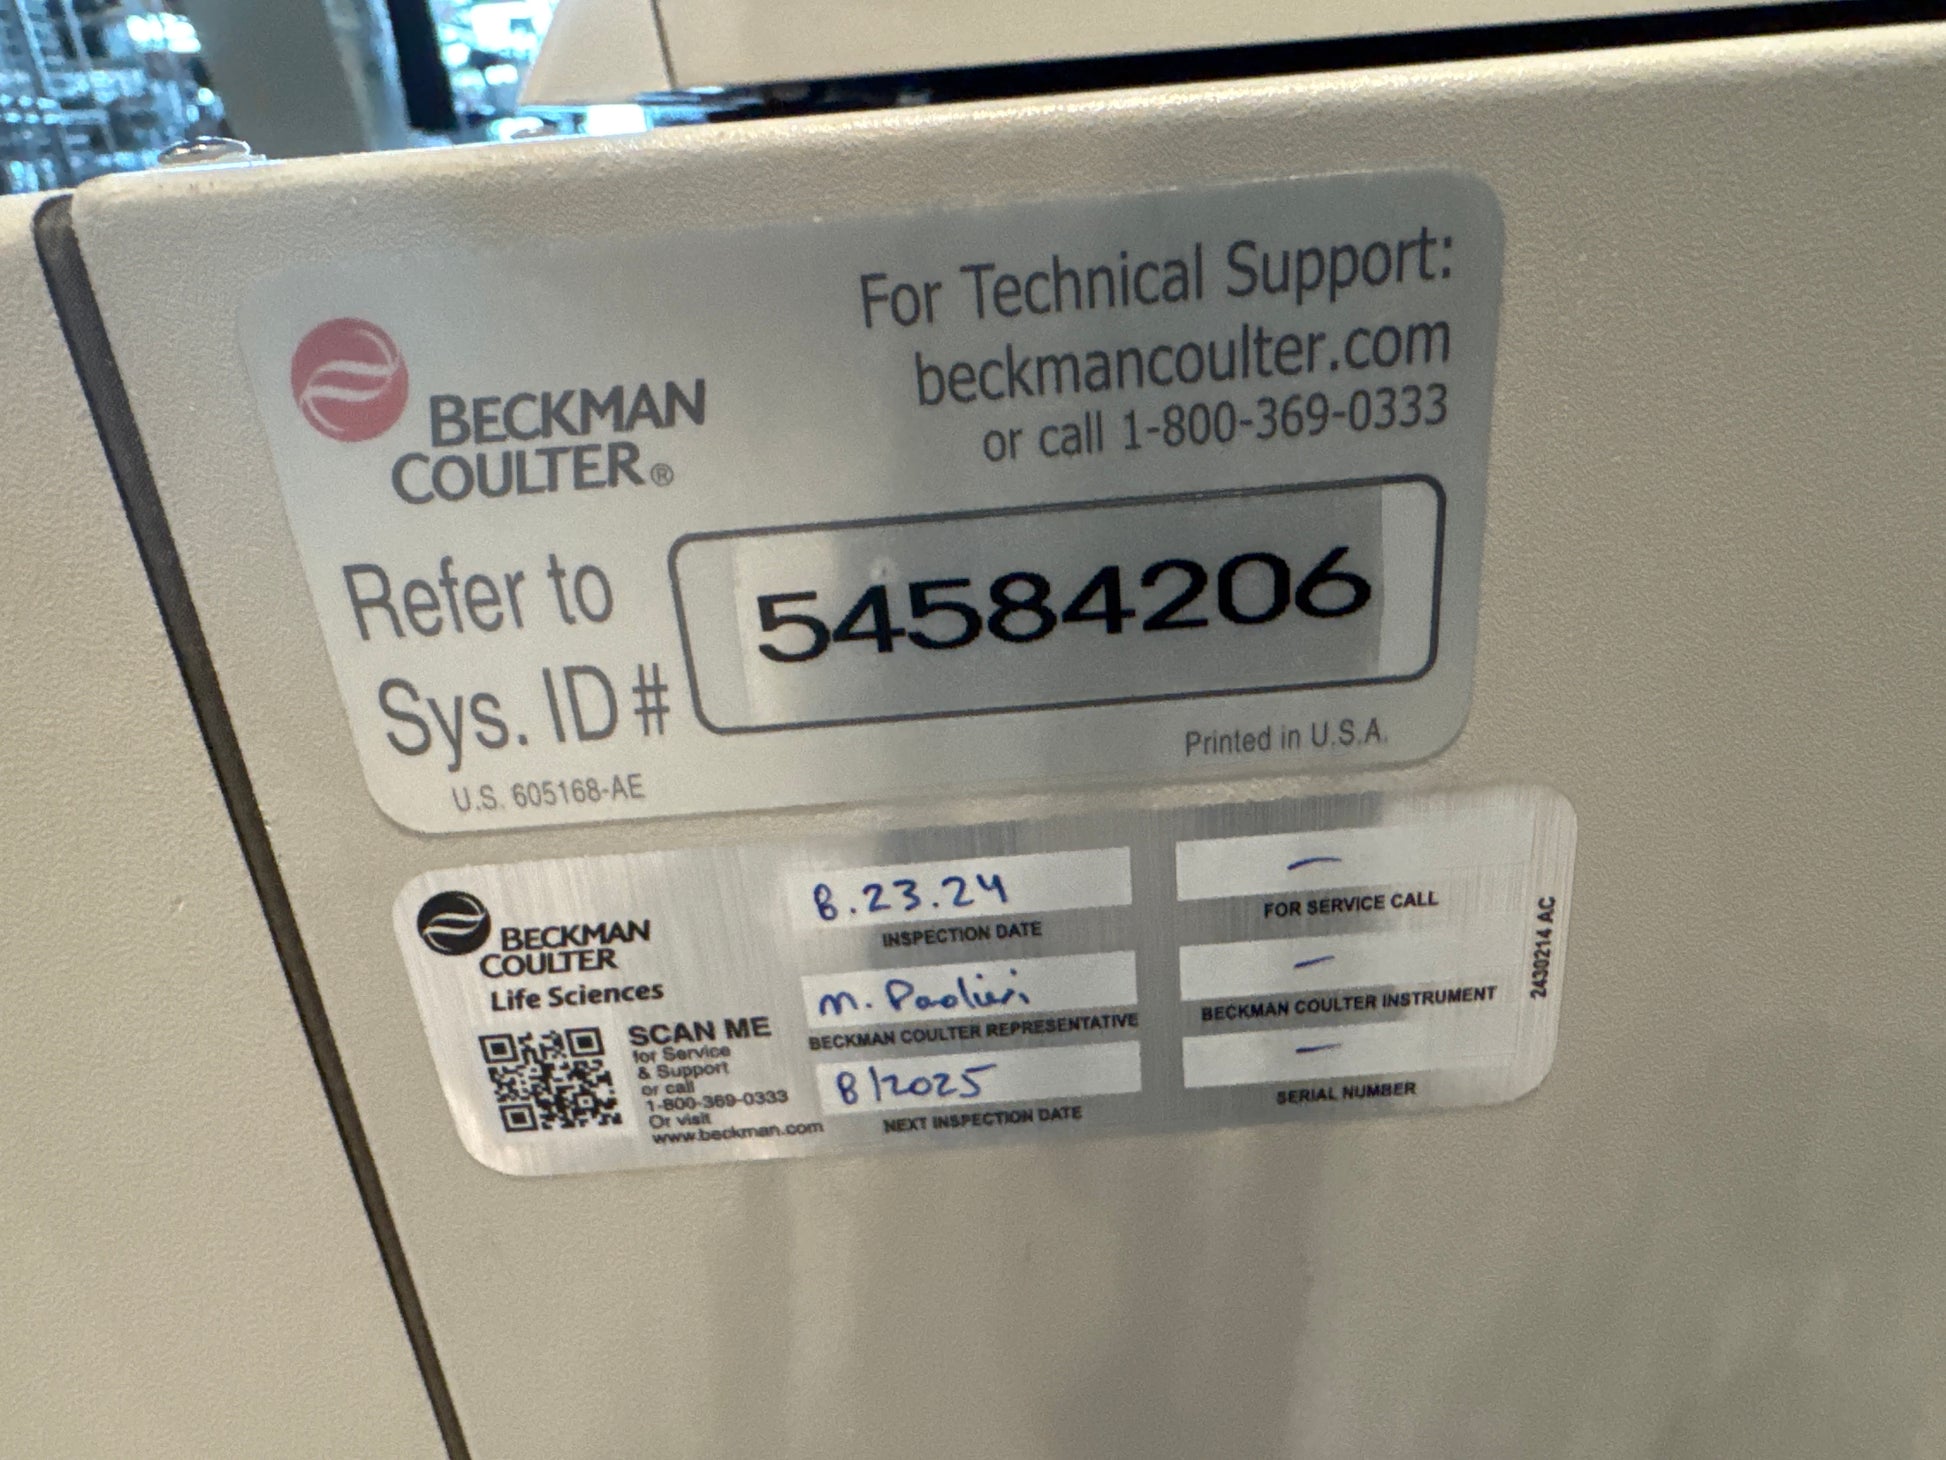 For Technical Support:
beckmancoulter.com
or call 1-800-369-0333
BECKMAN
COULTER®
Refer to
Sys. ID#
54584206
U.S. 605168-AE
Printed in U.S.A.
BECKMAN
COULTER
Life Sciences
SCAN ME
for Service
& Support
or call
1-800-369-0333
Or visit
www.beckman.com
8.23.24
INSPECTION DATE
M. Paolieri
BECKMAN COULTER REPRESENTATIVE
8/2025
NEXT INSPECTION DATE
—
FOR SERVICE CALL
—
BECKMAN COULTER INSTRUMENT
—
SERIAL NUMBER
2430214 AC